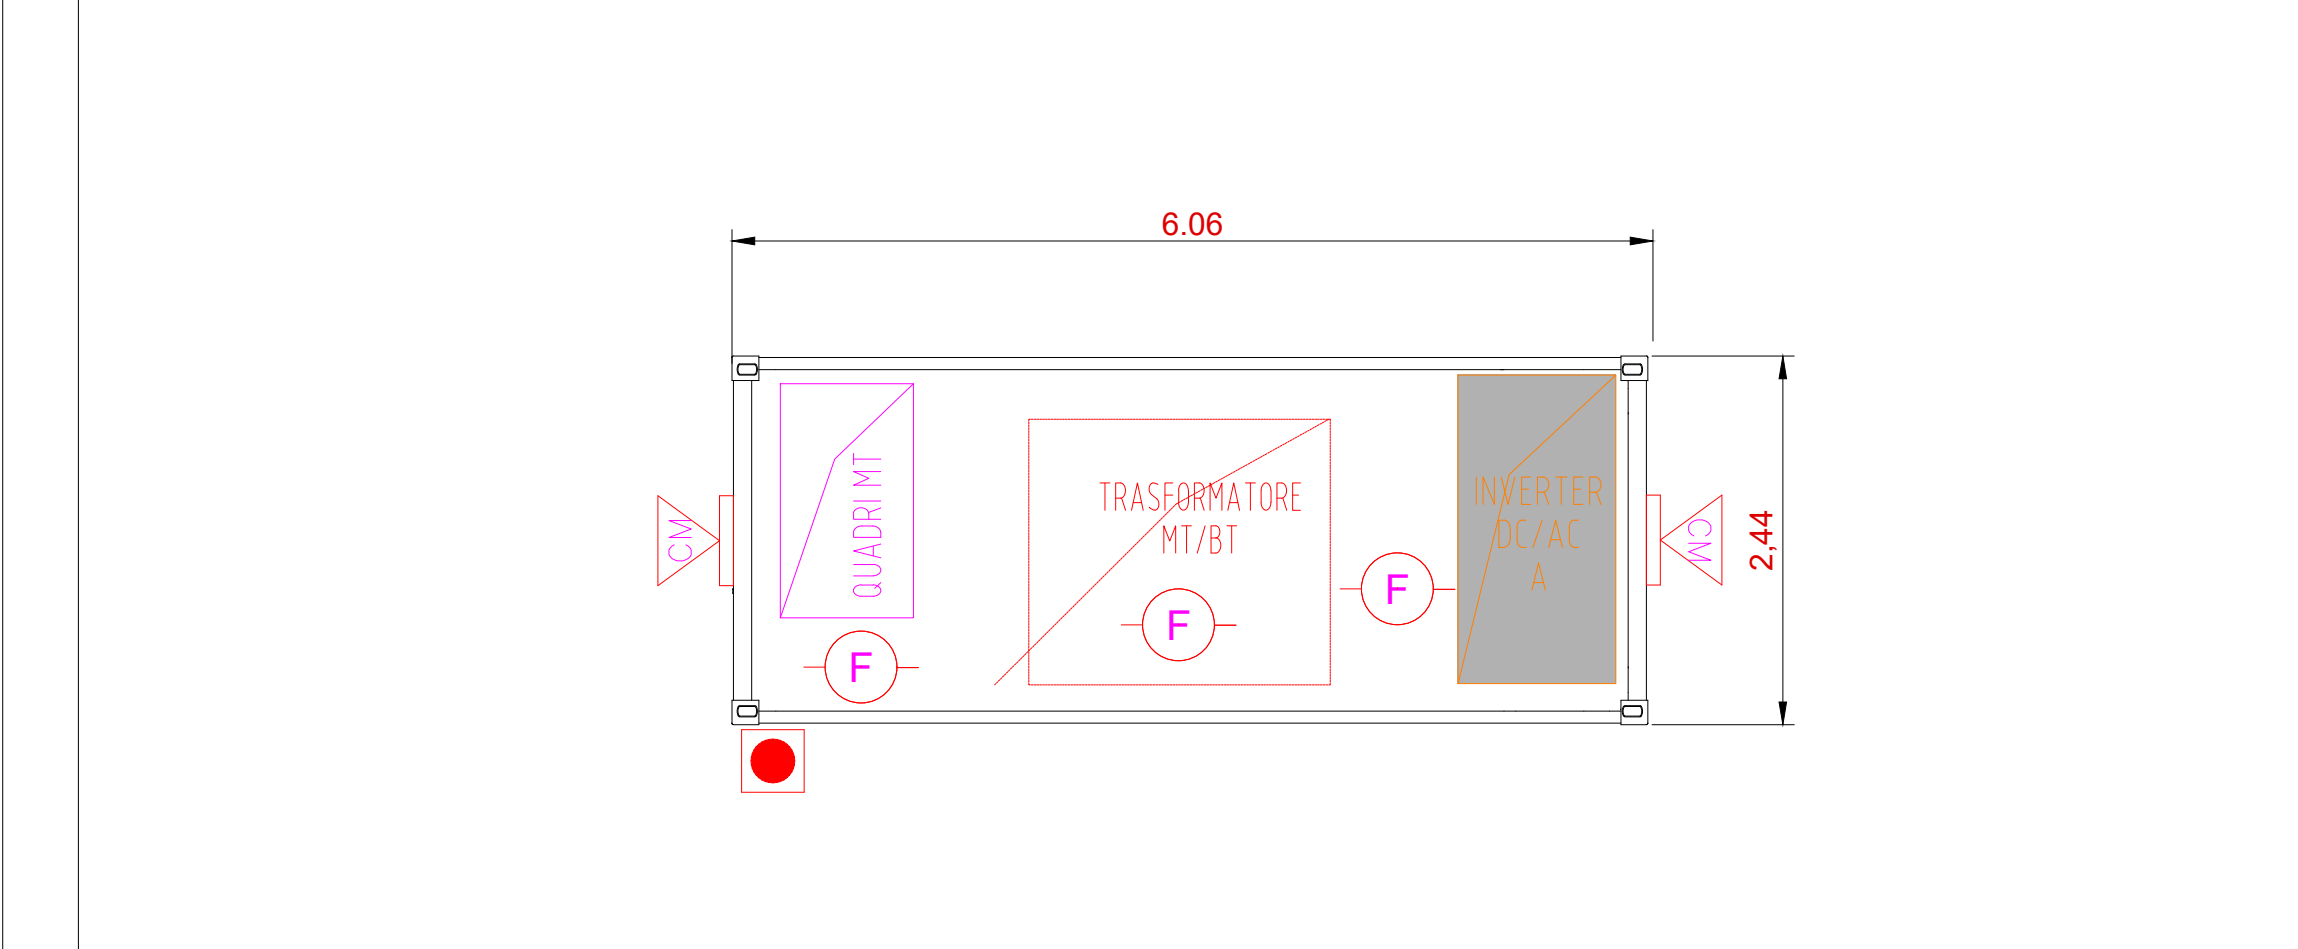 6.06
QUADRI MT
TRASFORMATORE
MT/BT
INVERTER
DC/AC
A
CM
CM
2,44
F
F
F